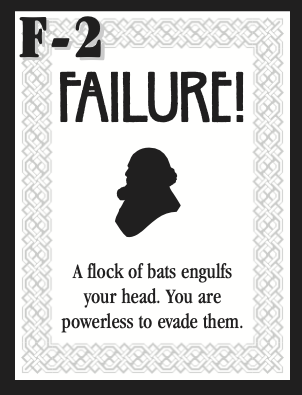 F-2
FAILURE!
A flock of bats engulfs
your head. You are
powerless to evade them.